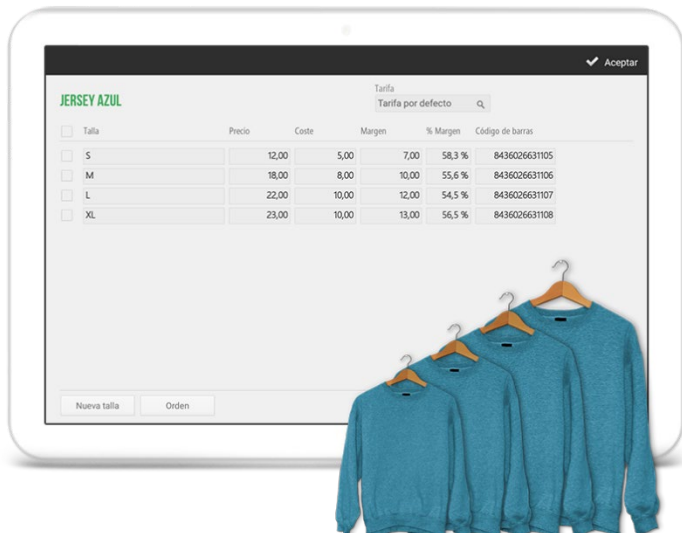 Aceptar
JERSEY AZUL
Tarifa
Tarifa por defecto
Talla Precio Coste Margen % Margen Código de barras
S 12,00 5,00 7,00 58,3 % 8436026631105
M 18,00 8,00 10,00 55,6 % 8436026631106
L 22,00 10,00 12,00 54,5 % 8436026631107
XL 23,00 10,00 13,00 56,5 % 8436026631108
Nueva talla Orden